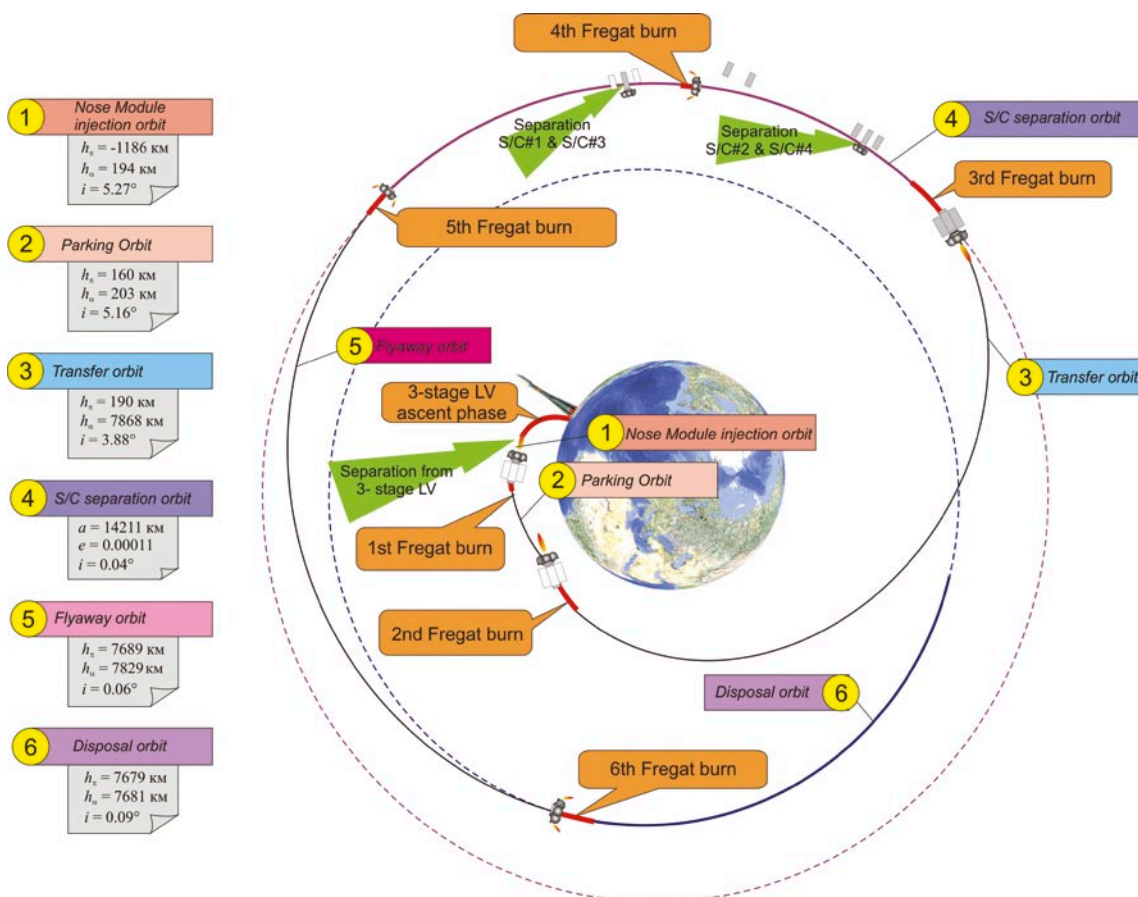 1
Nose Module
injection orbit
hπ = -1186 км
hα = 194 км
i = 5.27°
2
Parking Orbit
hπ = 160 км
hα = 203 км
i = 5.16°
3
Transfer orbit
hπ = 190 км
hα = 7868 км
i = 3.88°
4
S/C separation orbit
a = 14211 км
e = 0.00011
i = 0.04°
5
Flyaway orbit
hπ = 7689 км
hα = 7829 км
i = 0.06°
6
Disposal orbit
hπ = 7679 км
hα = 7681 км
i = 0.09°
4th Fregat burn
Separation
S/C#1 & S/C#3
Separation
S/C#2 & S/C#4
4
S/C separation orbit
3rd Fregat burn
5th Fregat burn
5
Flyaway orbit
3-stage LV
ascent phase
3
Transfer orbit
1
Nose Module injection orbit
Separation from
3- stage LV
2
Parking Orbit
1st Fregat burn
2nd Fregat burn
Disposal orbit
6
6th Fregat burn